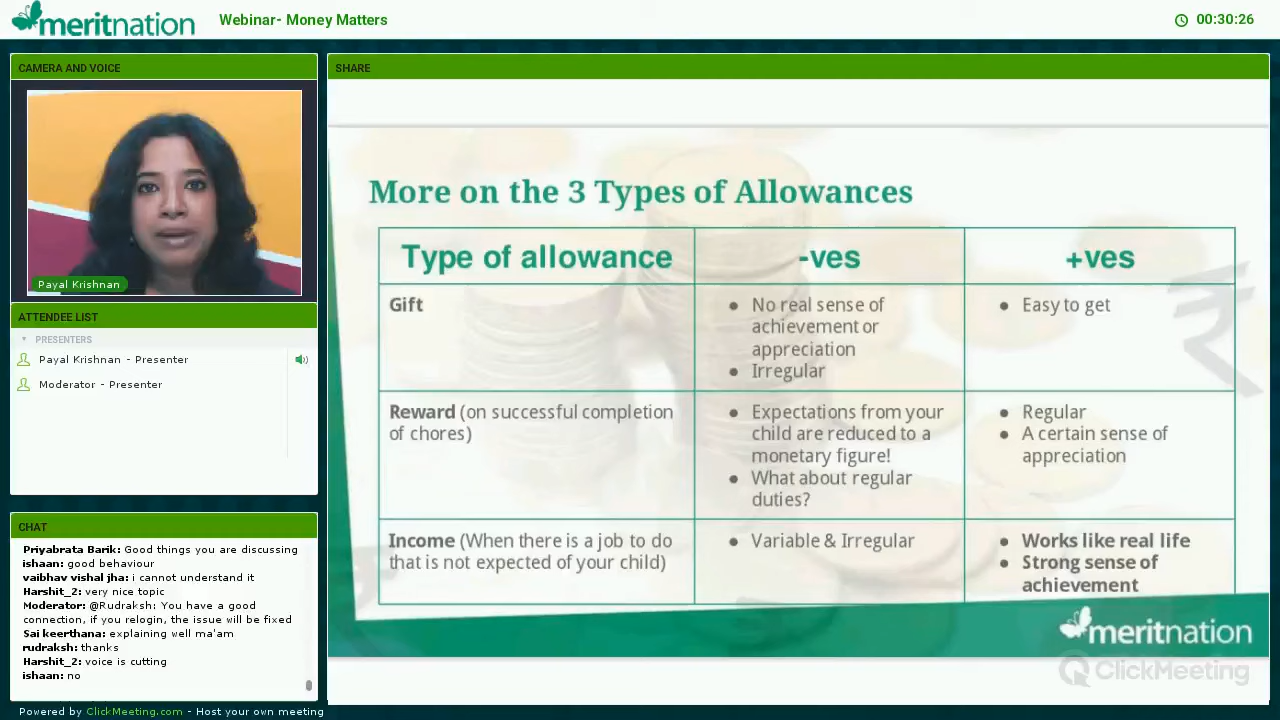 meritnation
Webinar- Money Matters
00:30:26
CAMERA AND VOICE
Payal Krishnan
ATTENDEE LIST
PRESENTERS
Payal Krishnan - Presenter
Moderator - Presenter
CHAT
Priyabrata Barik: Good things you are discussing
ishaan: good behaviour
vaibhav vishal jha: i cannot understand it
Harshit_2: very nice topic
Moderator: @Rudraksh: You have a good
connection, if you relogin, the issue will be fixed
Sai keerthana: explaining well ma'am
rudraksh: thanks
Harshit_2: voice is cutting
ishaan: no
SHARE
More on the 3 Types of Allowances
Type of allowance
-ves
+ves
Gift
● No real sense of
achievement or
appreciation
● Irregular
● Easy to get
Reward (on successful completion
of chores)
● Expectations from your
child are reduced to a
monetary figure!
● What about regular
duties?
● Regular
● A certain sense of
appreciation
Income (When there is a job to do
that is not expected of your child)
● Variable & Irregular
● Works like real life
● Strong sense of
achievement
₹
meritnation
ClickMeeting
Powered by ClickMeeting.com - Host your own meeting